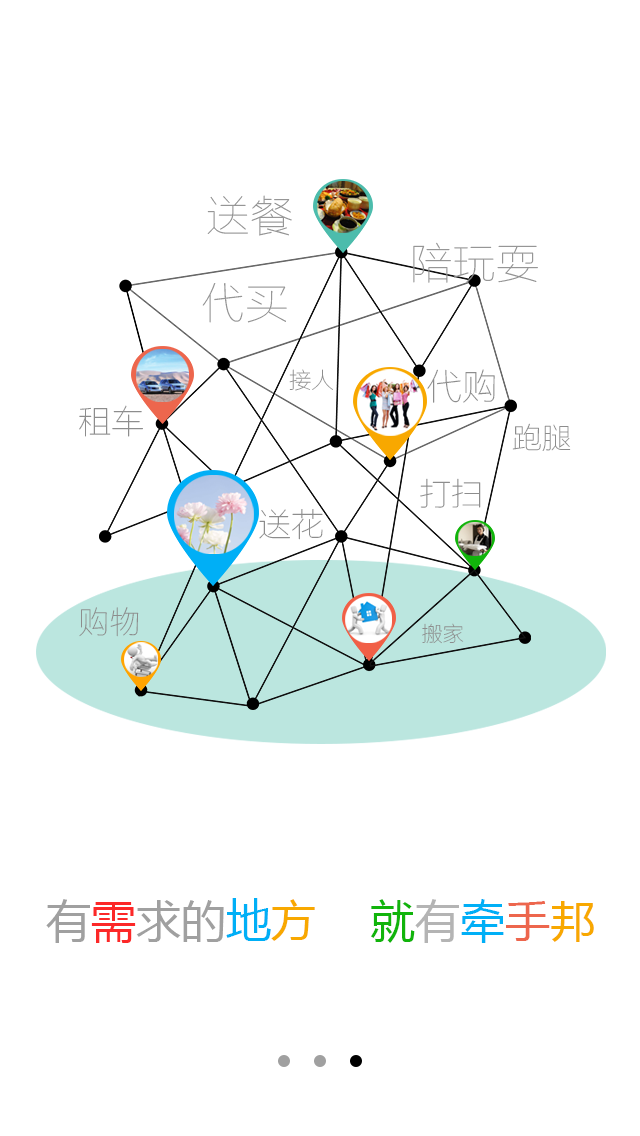 送餐
陪玩耍
代买
接人
代购
租车
跑腿
打扫
送花
购物
搬家
有需求的地方 就有牵手邦